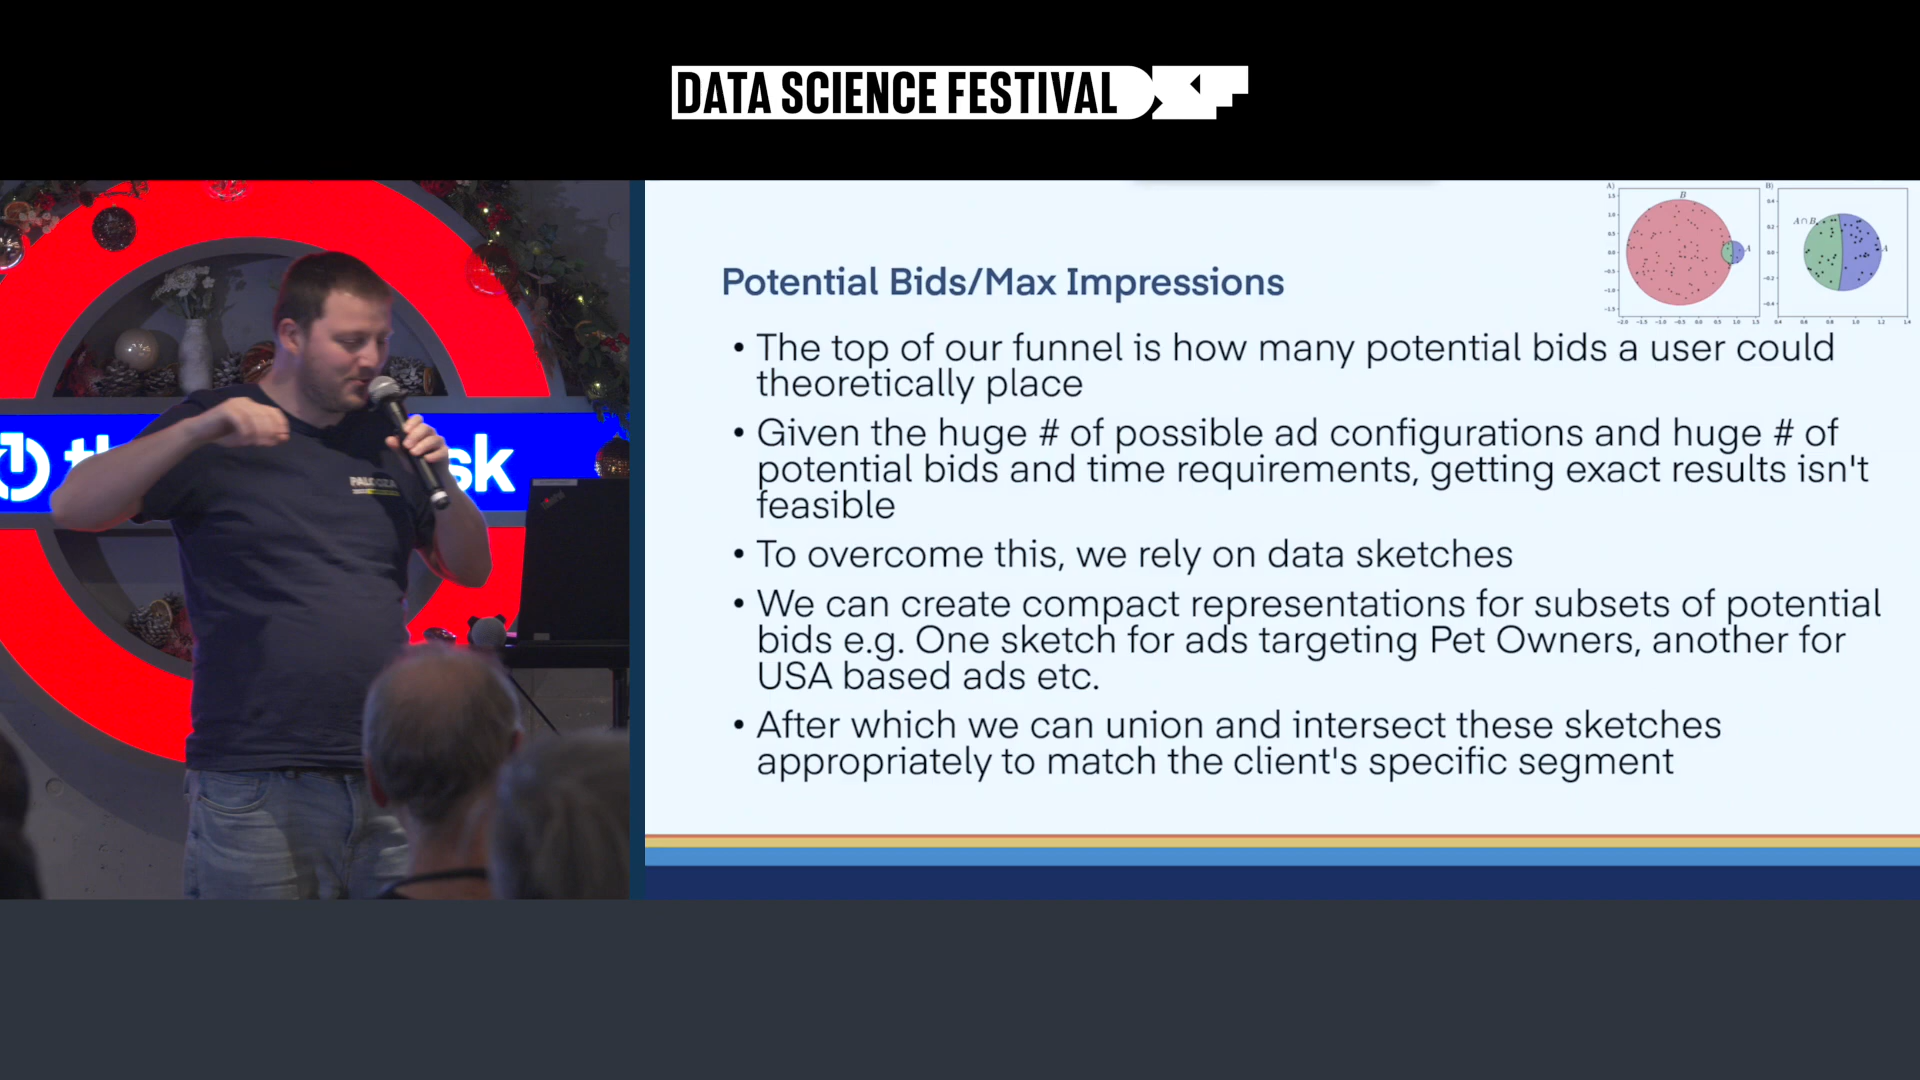 DATA SCIENCE FESTIVAL
th
sk
Potential Bids/Max Impressions
• The top of our funnel is how many potential bids a user could
theoretically place
• Given the huge # of possible ad configurations and huge # of
potential bids and time requirements, getting exact results isn't
feasible
• To overcome this, we rely on data sketches
• We can create compact representations for subsets of potential
bids e.g. One sketch for ads targeting Pet Owners, another for
USA based ads etc.
• After which we can union and intersect these sketches
appropriately to match the client's specific segment
A)
B
A
B)
A∩B
A